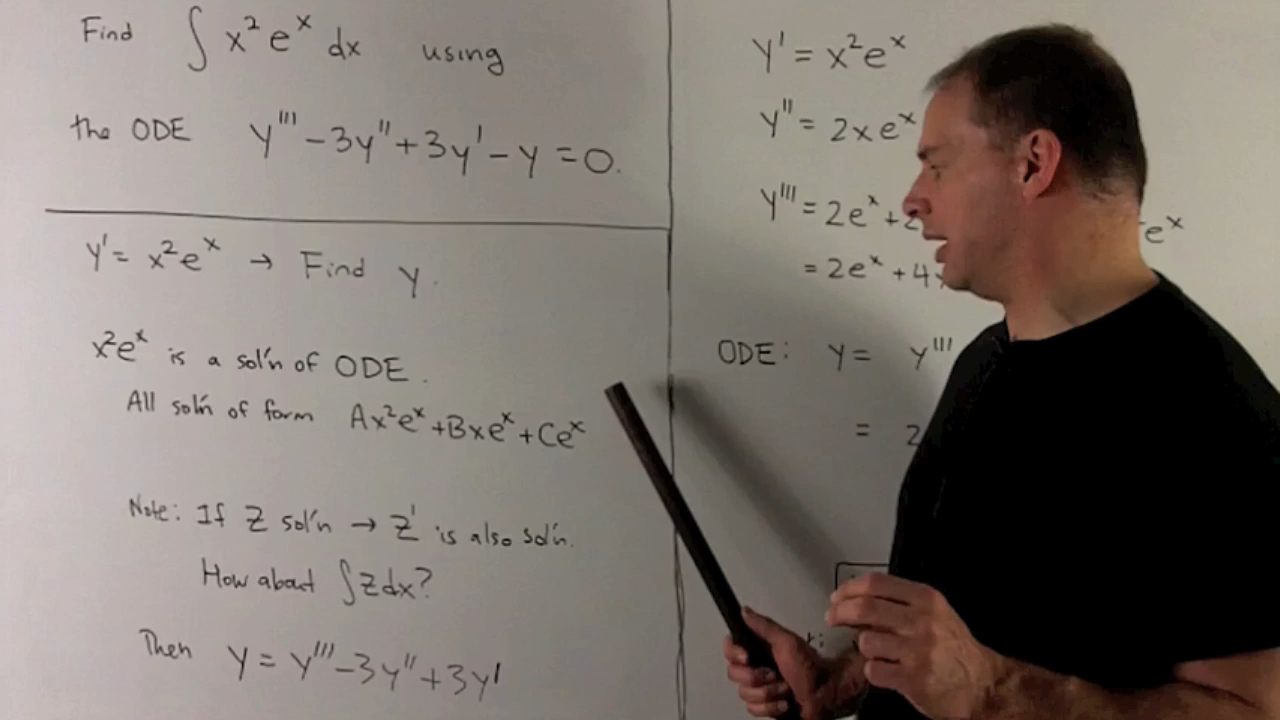 Find ∫ x² eˣ dx using
the ODE y''' - 3y'' + 3y' - y = 0.
y' = x²eˣ → Find y.
x²eˣ is a sol'n of ODE.
All sol'n of form Ax²eˣ + Bxeˣ + Ceˣ
Note: If z sol'n → z' is also sol'n.
How about ∫ z dx?
Then y = y''' - 3y'' + 3y'
y' = x²eˣ
y'' = 2xeˣ
y''' = 2eˣ + 2 eˣ
= 2eˣ + 4
ODE: y = y'''
= 2